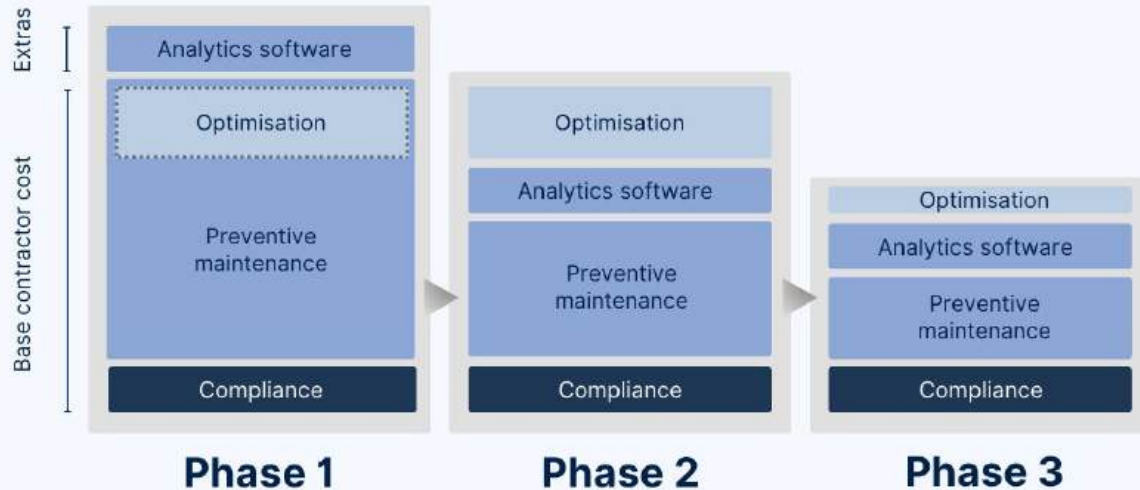 Extras
Base contractor cost
Analytics software
Optimisation
Preventive
maintenance
Compliance
Phase 1
Optimisation
Analytics software
Preventive
maintenance
Compliance
Phase 2
Optimisation
Analytics software
Preventive
maintenance
Compliance
Phase 3